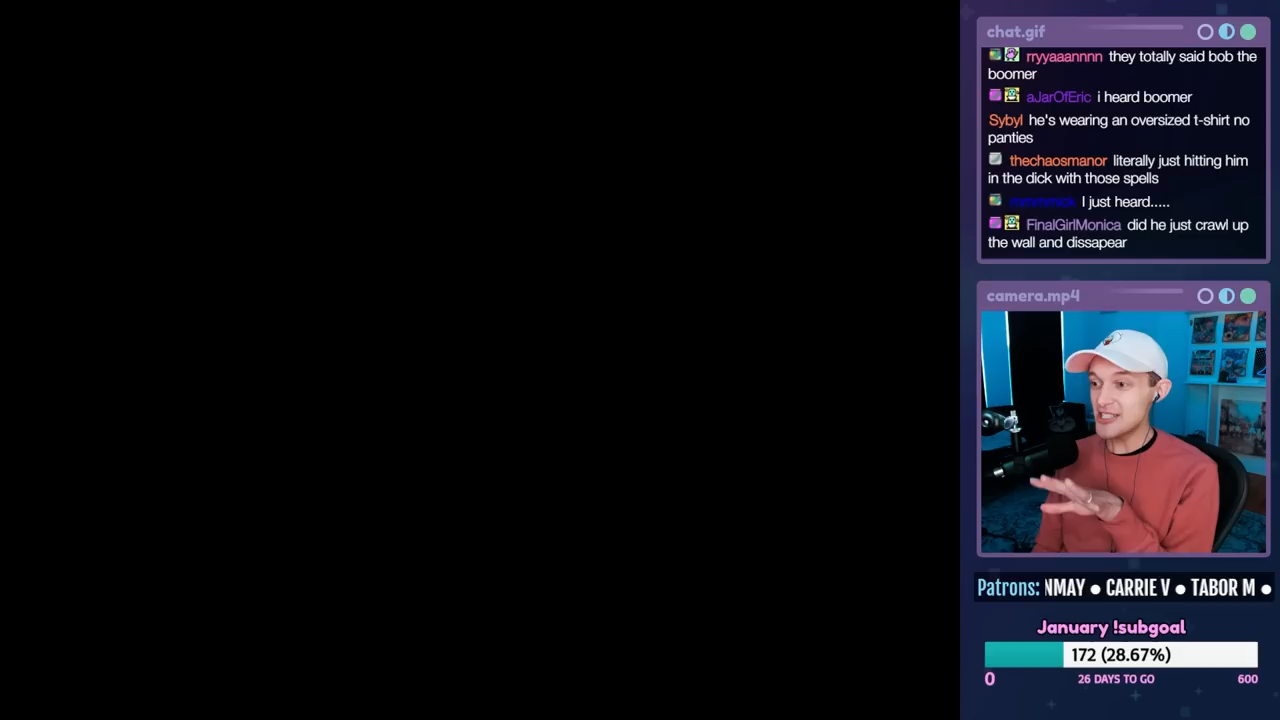 chat.gif
rryyaaannnn they totally said bob the
boomer
aJarOfEric i heard boomer
Sybyl he's wearing an oversized t-shirt no
panties
thechaosmanor literally just hitting him
in the dick with those spells
I just heard.....
FinalGirlMonica did he just crawl up
the wall and dissapear
camera.mp4
Patrons: NMAY ● CARRIE V ● TABOR M ●
January !subgoal
172 (28.67%)
0 26 DAYS TO GO 600